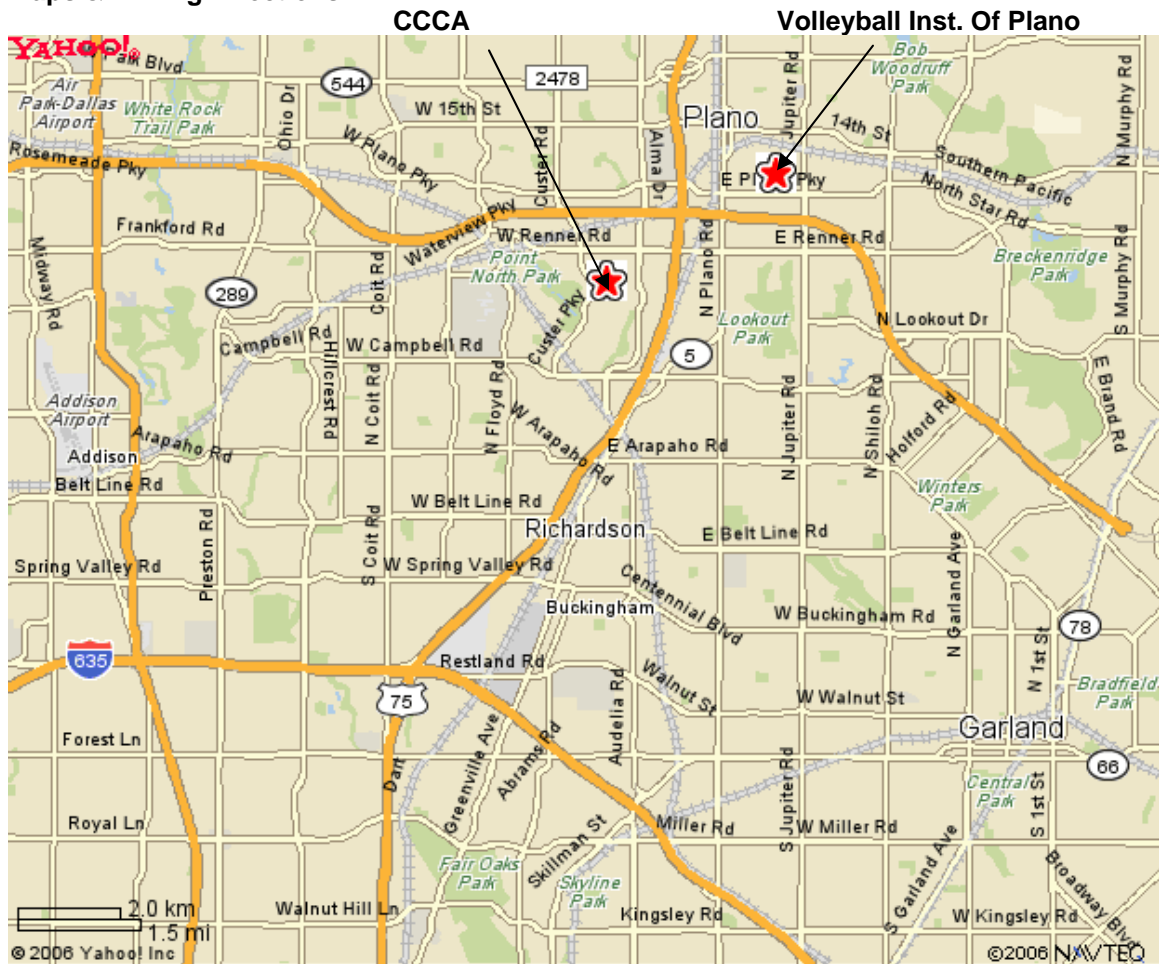 CCCA
Volleyball Inst. Of Plano
YAHOO!
Park Blvd
Bob Woodruff Park
Air Park-Dallas Airport
White Rock Trail Park
544
2478
Ohio Dr
W 15th St
Plano
Jupiter Rd
14th St
N Murphy Rd
Rosemeade Pky
W Plano Pky
Custer Rd
Alma Dr
Southern Pacific
Pky
North Star Rd
Frankford Rd
Waterview Pky
W Renner Rd
E Renner Rd
Midway Rd
Point North Park
Breckenridge Park
289
Coit Rd
N Plano Rd
S Murphy Rd
Custer Pky
Lookout Park
N Lookout Dr
Campbell Rd
W Campbell Rd
5
Hillcrest Rd
E Brand Rd
Addison Airport
N Coit Rd
N Floyd Rd
W Arapaho Rd
N Jupiter Rd
N Shiloh Rd
Holford Rd
Arapaho Rd
E Arapaho Rd
Addison
Belt Line Rd
W Belt Line Rd
Winters Park
Preston Rd
Richardson
E Belt Line Rd
Spring Valley Rd
S Coit Rd
W Spring Valley Rd
Centennial Blvd
N Garland Ave
Buckingham
W Buckingham Rd
78
635
Restland Rd
Walnut St
N 1st St
75
Audelia Rd
W Walnut St
Bradfield Park
Forest Ln
Dart
Greenville Ave
Abrams Rd
Garland
66
S Jupiter Rd
Central Park
S 1st St
Royal Ln
Skillman St
Miller Rd
W Miller Rd
Fair Oaks Park
Skyline Park
S Garland Ave
Broadway Blvd
2.0 km
1.5 mi
Walnut Hill Ln
Kingsley Rd
W Kingsley Rd
© 2006 Yahoo! Inc
©2006 NAVTEQ